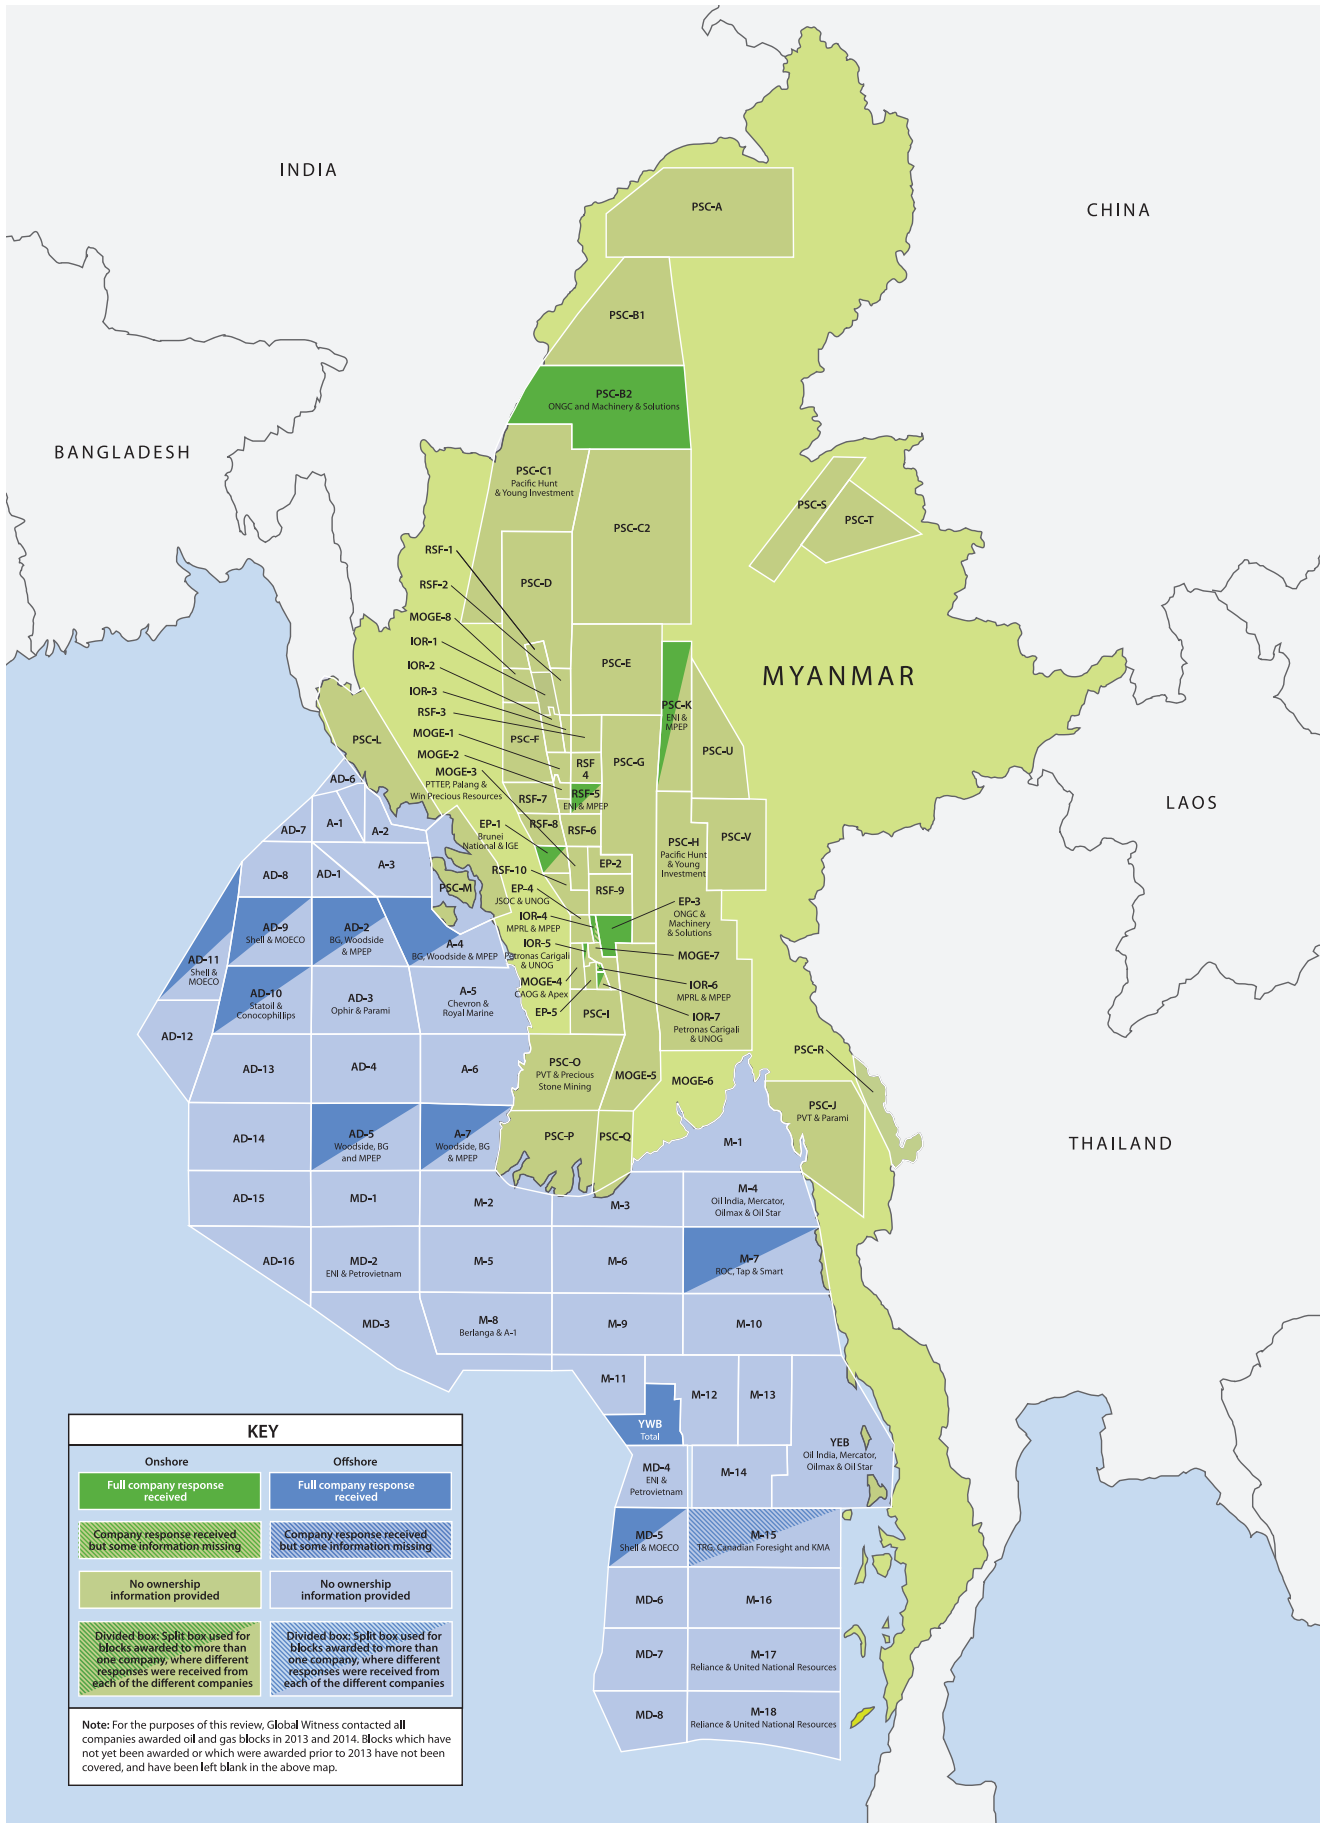 INDIA
CHINA
BANGLADESH
MYANMAR
LAOS
THAILAND
PSC-A
PSC-B1
PSC-B2
ONGC and Machinery & Solutions
PSC-C1
Pacific Hunt
& Young Investment
PSC-C2
PSC-S
PSC-T
RSF-1
RSF-2
MOGE-8
IOR-1
IOR-2
IOR-3
RSF-3
MOGE-1
MOGE-2
MOGE-3
PTTEP, Palang &
Win Precious Resources
PSC-D
PSC-E
PSC-K
ENI &
MPEP
PSC-U
PSC-F
PSC-G
RSF
4
RSF-5
ENI & MPEP
RSF-7
RSF-8
RSF-6
PSC-L
PSC-M
EP-1
Brunei
National & IGE
RSF-10
EP-2
RSF-9
PSC-H
Pacific Hunt
& Young
Investment
PSC-V
EP-4
JSOC & UNOG
IOR-4
MPRL & MPEP
IOR-5
Petronas Carigali
& UNOG
MOGE-4
CAOG & Apex
EP-5
EP-3
ONGC &
Machinery
& Solutions
MOGE-7
IOR-6
MPRL & MPEP
IOR-7
Petronas Carigali
& UNOG
PSC-I
PSC-O
PVT & Precious
Stone Mining
MOGE-5
MOGE-6
PSC-R
PSC-J
PVT & Parami
PSC-P
PSC-Q
AD-6
AD-7
A-1
A-2
A-3
AD-8
AD-1
AD-9
Shell & MOECO
AD-2
BG, Woodside
& MPEP
A-4
BG, Woodside & MPEP
AD-11
Shell &
MOECO
AD-10
Statoil &
Conocophillips
AD-3
Ophir & Parami
A-5
Chevron &
Royal Marine
AD-12
AD-13
AD-4
A-6
AD-14
AD-5
Woodside, BG
and MPEP
A-7
Woodside, BG
& MPEP
M-1
AD-15
MD-1
M-2
M-3
M-4
Oil India, Mercator,
Oilmax & Oil Star
AD-16
MD-2
ENI & Petrovietnam
M-5
M-6
M-7
ROC, Tap & Smart
MD-3
M-8
Berlanga & A-1
M-9
M-10
M-11
M-12
M-13
YWB
Total
YEB
Oil India, Mercator,
Oilmax & Oil Star
MD-4
ENI &
Petrovietnam
M-14
MD-5
Shell & MOECO
M-15
TRG, Canadian Foresight and KMA
MD-6
M-16
MD-7
M-17
Reliance & United National Resources
MD-8
M-18
Reliance & United National Resources
KEY
Onshore
Offshore
Full company response
received
Full company response
received
Company response received
but some information missing
Company response received
but some information missing
No ownership
information provided
No ownership
information provided
Divided box: Split box used for
blocks awarded to more than
one company, where different
responses were received from
each of the different companies
Divided box: Split box used for
blocks awarded to more than
one company, where different
responses were received from
each of the different companies
Note: For the purposes of this review, Global Witness contacted all
companies awarded oil and gas blocks in 2013 and 2014. Blocks which have
not yet been awarded or which were awarded prior to 2013 have not been
covered, and have been left blank in the above map.